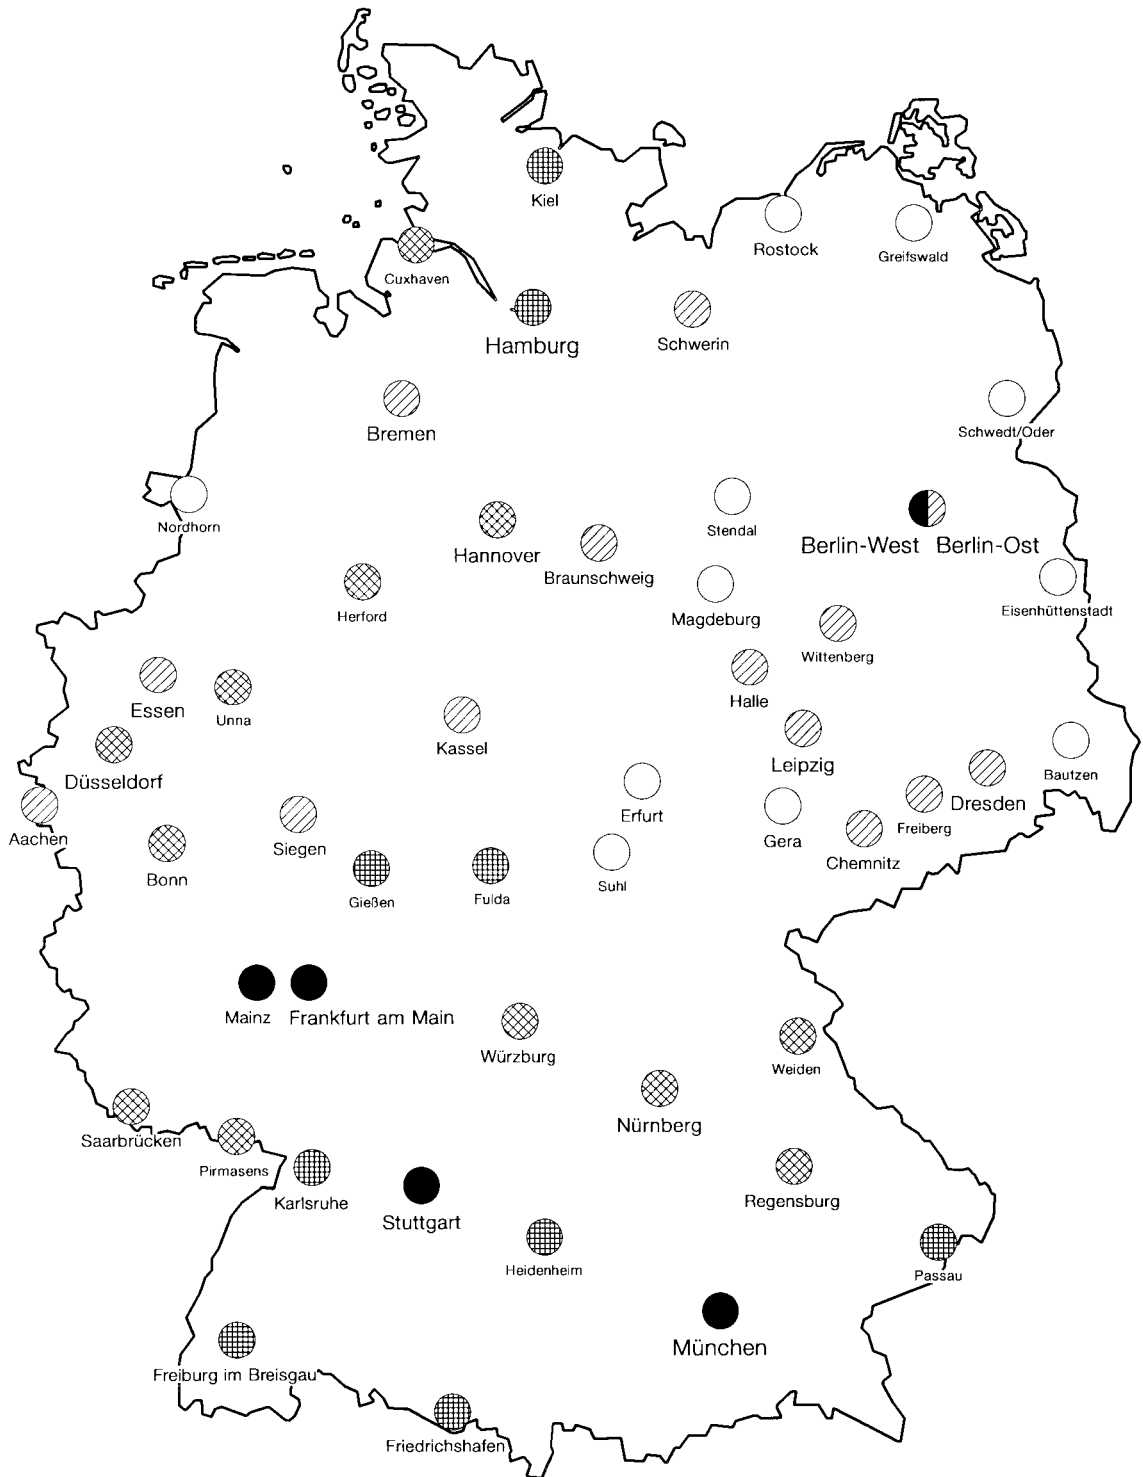 Kiel
Rostock
Greifswald
Cuxhaven
Hamburg
Schwerin
Bremen
Schwedt/Oder
Nordhorn
Stendal
Hannover
Berlin-West
Berlin-Ost
Braunschweig
Herford
Magdeburg
Eisenhüttenstadt
Wittenberg
Essen
Unna
Halle
Kassel
Leipzig
Düsseldorf
Bautzen
Dresden
Erfurt
Freiberg
Aachen
Gera
Siegen
Chemnitz
Bonn
Suhl
Gießen
Fulda
Mainz
Frankfurt am Main
Würzburg
Weiden
Nürnberg
Saarbrücken
Pirmasens
Karlsruhe
Regensburg
Stuttgart
Heidenheim
Passau
München
Freiburg im Breisgau
Friedrichshafen